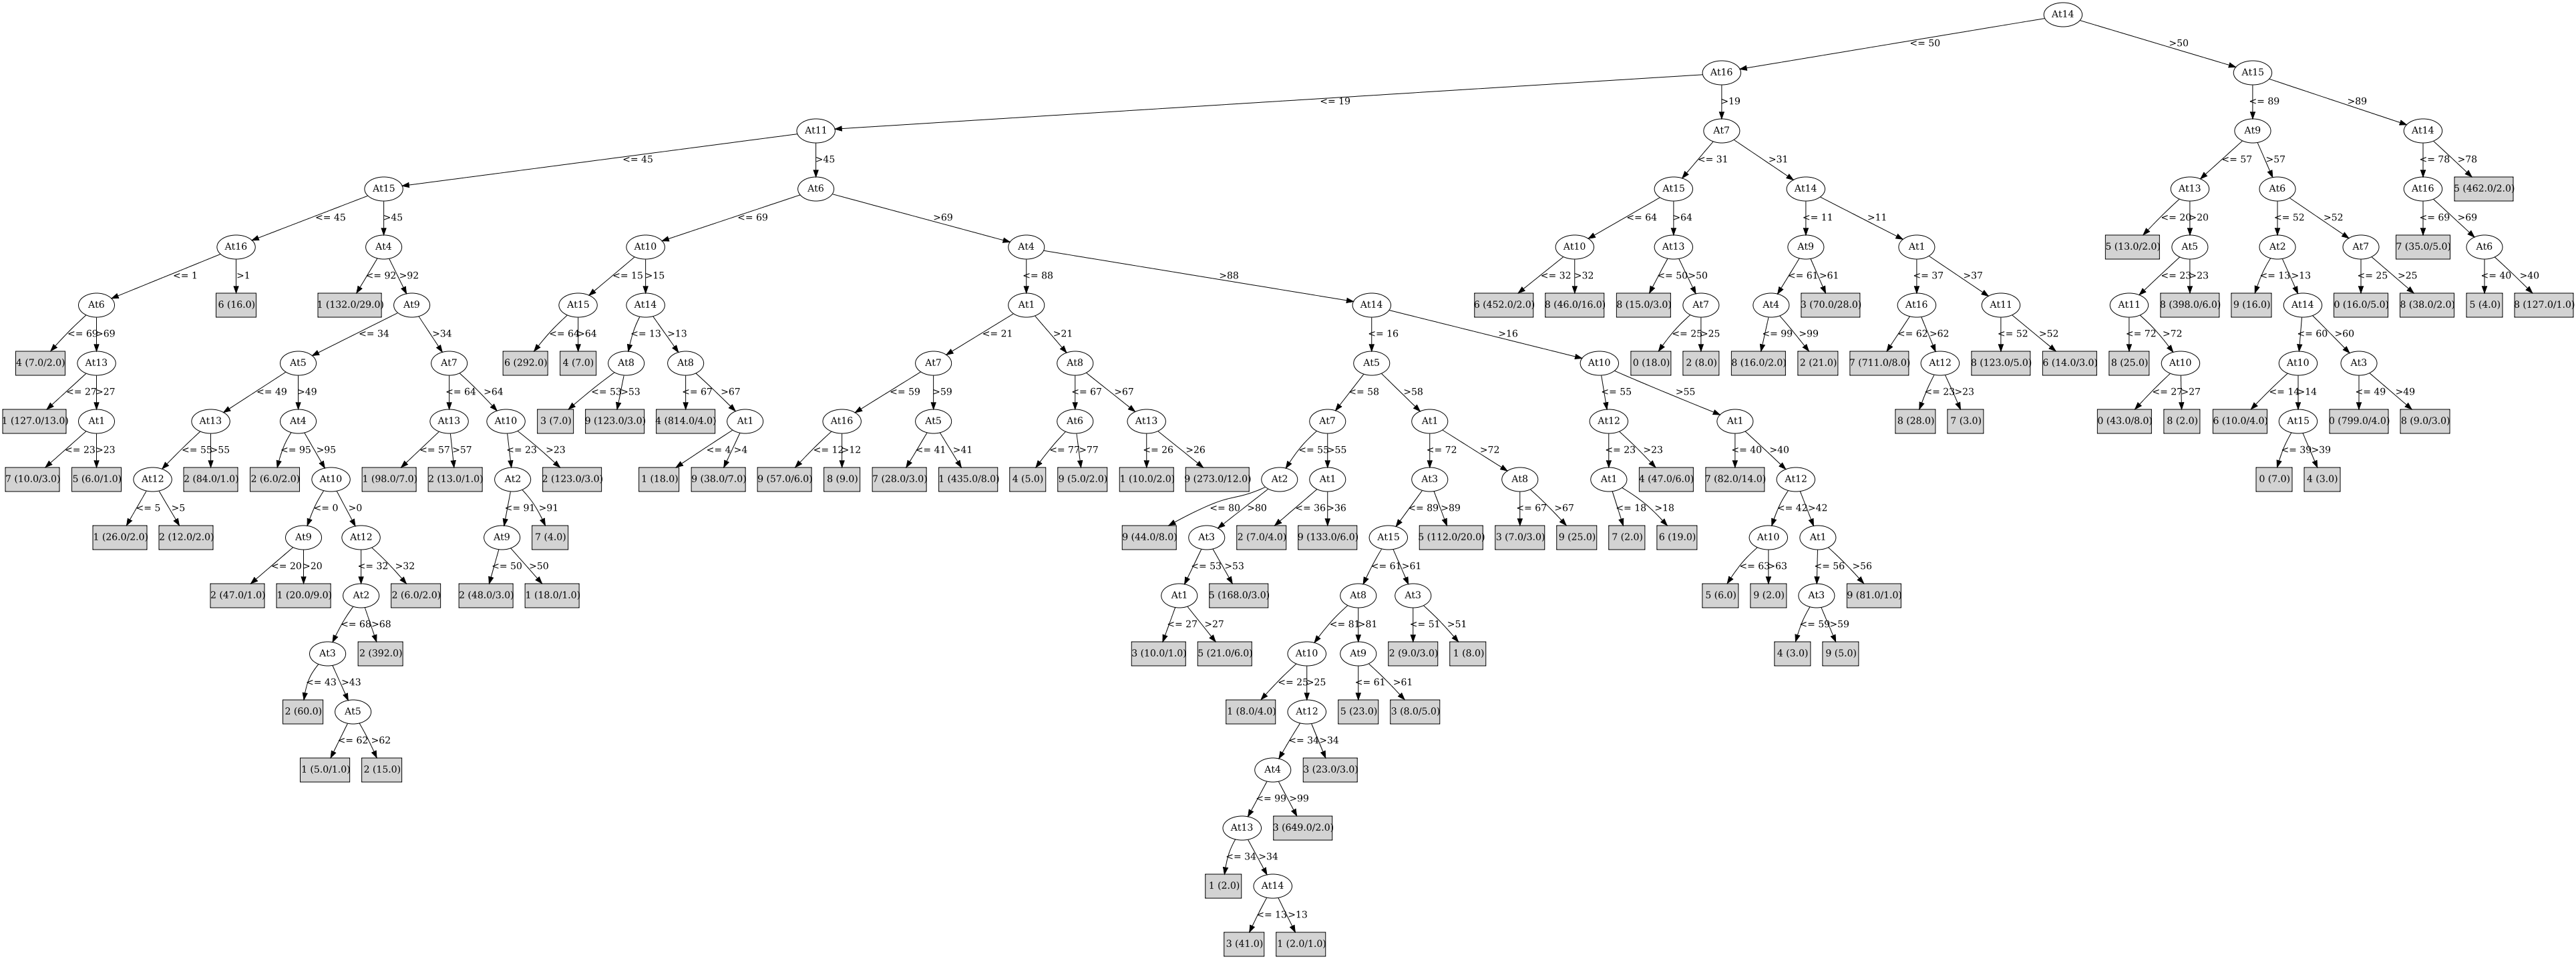 At14
<= 50 >50
At16 At15
<= 19 >19 <= 89 >89
At11 At7 At9 At14
<= 45 >45 <= 31 >31 <= 57 >57 <= 78 >78
At15 At6 At15 At14 At13 At6 At16 5 (462.0/2.0)
<= 45 >45 <= 69 >69 <= 64 >64 <= 11 >11 <= 20 >20 <= 52 >52 <= 69 >69
At16 At4 At10 At4 At10 At13 At9 At1 5 (13.0/2.0) At5 At2 At7 7 (35.0/5.0) At6
<= 1 >1 <= 92 >92 <= 15 >15 <= 88 >88 <= 32 >32 <= 50 >50 <= 61 >61 <= 37 >37 <= 23 >23 <= 13 >13 <= 25 >25 <= 40 >40
At6 6 (16.0) 1 (132.0/29.0) At9 At15 At14 At1 At14 6 (452.0/2.0) 8 (46.0/16.0) 8 (15.0/3.0) At7 At4 3 (70.0/28.0) At16 At11 At11 8 (398.0/6.0) 9 (16.0) At14 0 (16.0/5.0) 8 (38.0/2.0) 5 (4.0) 8 (127.0/1.0)
<= 69 >69 <= 34 >34 <= 64 >64 <= 13 >13 <= 21 >21 <= 16 >16 <= 25 >25 <= 99 >99 <= 62 >62 <= 52 >52 <= 72 >72 <= 60 >60
4 (7.0/2.0) At13 At5 At7 6 (292.0) 4 (7.0) At8 At8 At7 At8 At5 At10 0 (18.0) 2 (8.0) 8 (16.0/2.0) 2 (21.0) 7 (711.0/8.0) At12 8 (123.0/5.0) 6 (14.0/3.0) 8 (25.0) At10 At10 At3
<= 27 >27 <= 49 >49 <= 64 >64 <= 53 >53 <= 67 >67 <= 59 >59 <= 67 >67 <= 58 >58 <= 55 >55 <= 23 >23 <= 27 >27 <= 14 >14 <= 49 >49
1 (127.0/13.0) At1 At13 At4 At13 At10 3 (7.0) 9 (123.0/3.0) 4 (814.0/4.0) At1 At16 At5 At6 At13 At7 At1 At12 At1 8 (28.0) 7 (3.0) 0 (43.0/8.0) 8 (2.0) 6 (10.0/4.0) At15 0 (799.0/4.0) 8 (9.0/3.0)
<= 23 >23 <= 55 >55 <= 95 >95 <= 57 >57 <= 23 >23 <= 4 >4 <= 12 >12 <= 41 >41 <= 77 >77 <= 26 >26 <= 55 >55 <= 72 >72 <= 23 >23 <= 40 >40 <= 39 >39
7 (10.0/3.0) 5 (6.0/1.0) At12 2 (84.0/1.0) 2 (6.0/2.0) At10 1 (98.0/7.0) 2 (13.0/1.0) At2 2 (123.0/3.0) 1 (18.0) 9 (38.0/7.0) 9 (57.0/6.0) 8 (9.0) 7 (28.0/3.0) 1 (435.0/8.0) 4 (5.0) 9 (5.0/2.0) 1 (10.0/2.0) 9 (273.0/12.0) At2 At1 At3 At8 At1 4 (47.0/6.0) 7 (82.0/14.0) At12 0 (7.0) 4 (3.0)
<= 5 >5 <= 0 >0 <= 91 >91 <= 80 >80 <= 36 >36 <= 89 >89 <= 67 >67 <= 18 >18 <= 42 >42
1 (26.0/2.0) 2 (12.0/2.0) At9 At12 At9 7 (4.0) 9 (44.0/8.0) At3 2 (7.0/4.0) 9 (133.0/6.0) At15 5 (112.0/20.0) 3 (7.0/3.0) 9 (25.0) 7 (2.0) 6 (19.0) At10 At1
<= 20 >20 <= 32 >32 <= 50 >50 <= 53 >53 <= 61 >61 <= 63 >63 <= 56 >56
2 (47.0/1.0) 1 (20.0/9.0) At2 2 (6.0/2.0) 2 (48.0/3.0) 1 (18.0/1.0) At1 5 (168.0/3.0) At8 At3 5 (6.0) 9 (2.0) At3 9 (81.0/1.0)
<= 68 >68 <= 27 >27 <= 81 >81 <= 51 >51 <= 59 >59
At3 2 (392.0) 3 (10.0/1.0) 5 (21.0/6.0) At10 At9 2 (9.0/3.0) 1 (8.0) 4 (3.0) 9 (5.0)
<= 43 >43 <= 25 >25 <= 61 >61
2 (60.0) At5 1 (8.0/4.0) At12 5 (23.0) 3 (8.0/5.0)
<= 62 >62 <= 34 >34
1 (5.0/1.0) 2 (15.0) At4 3 (23.0/3.0)
<= 99 >99
At13 3 (649.0/2.0)
<= 34 >34
1 (2.0) At14
<= 13 >13
3 (41.0) 1 (2.0/1.0)